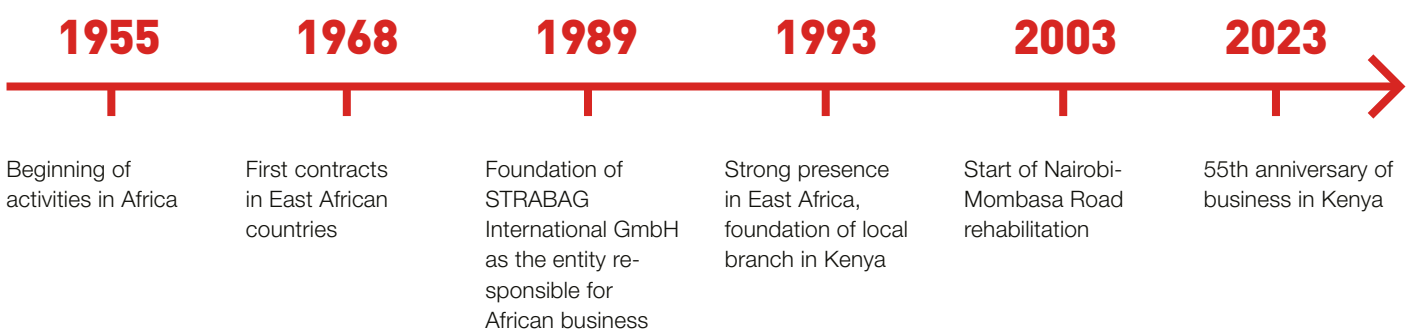 1955
1968
1989
1993
2003
2023
Beginning of
activities in Africa
First contracts
in East African
countries
Foundation of
STRABAG
International GmbH
as the entity re-
sponsible for
African business
Strong presence
in East Africa,
foundation of local
branch in Kenya
Start of Nairobi-
Mombasa Road
rehabilitation
55th anniversary of
business in Kenya